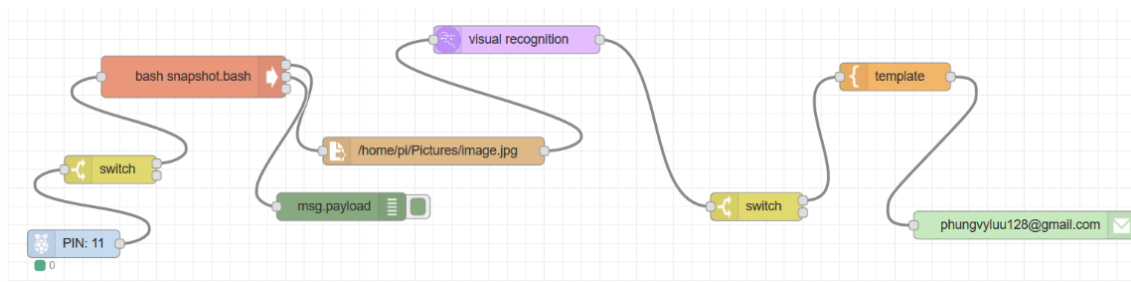 visual recognition
bash snapshot.bash
template
/home/pi/Pictures/image.jpg
switch
msg.payload
switch
phungvyluu128@gmail.com
PIN: 11
0